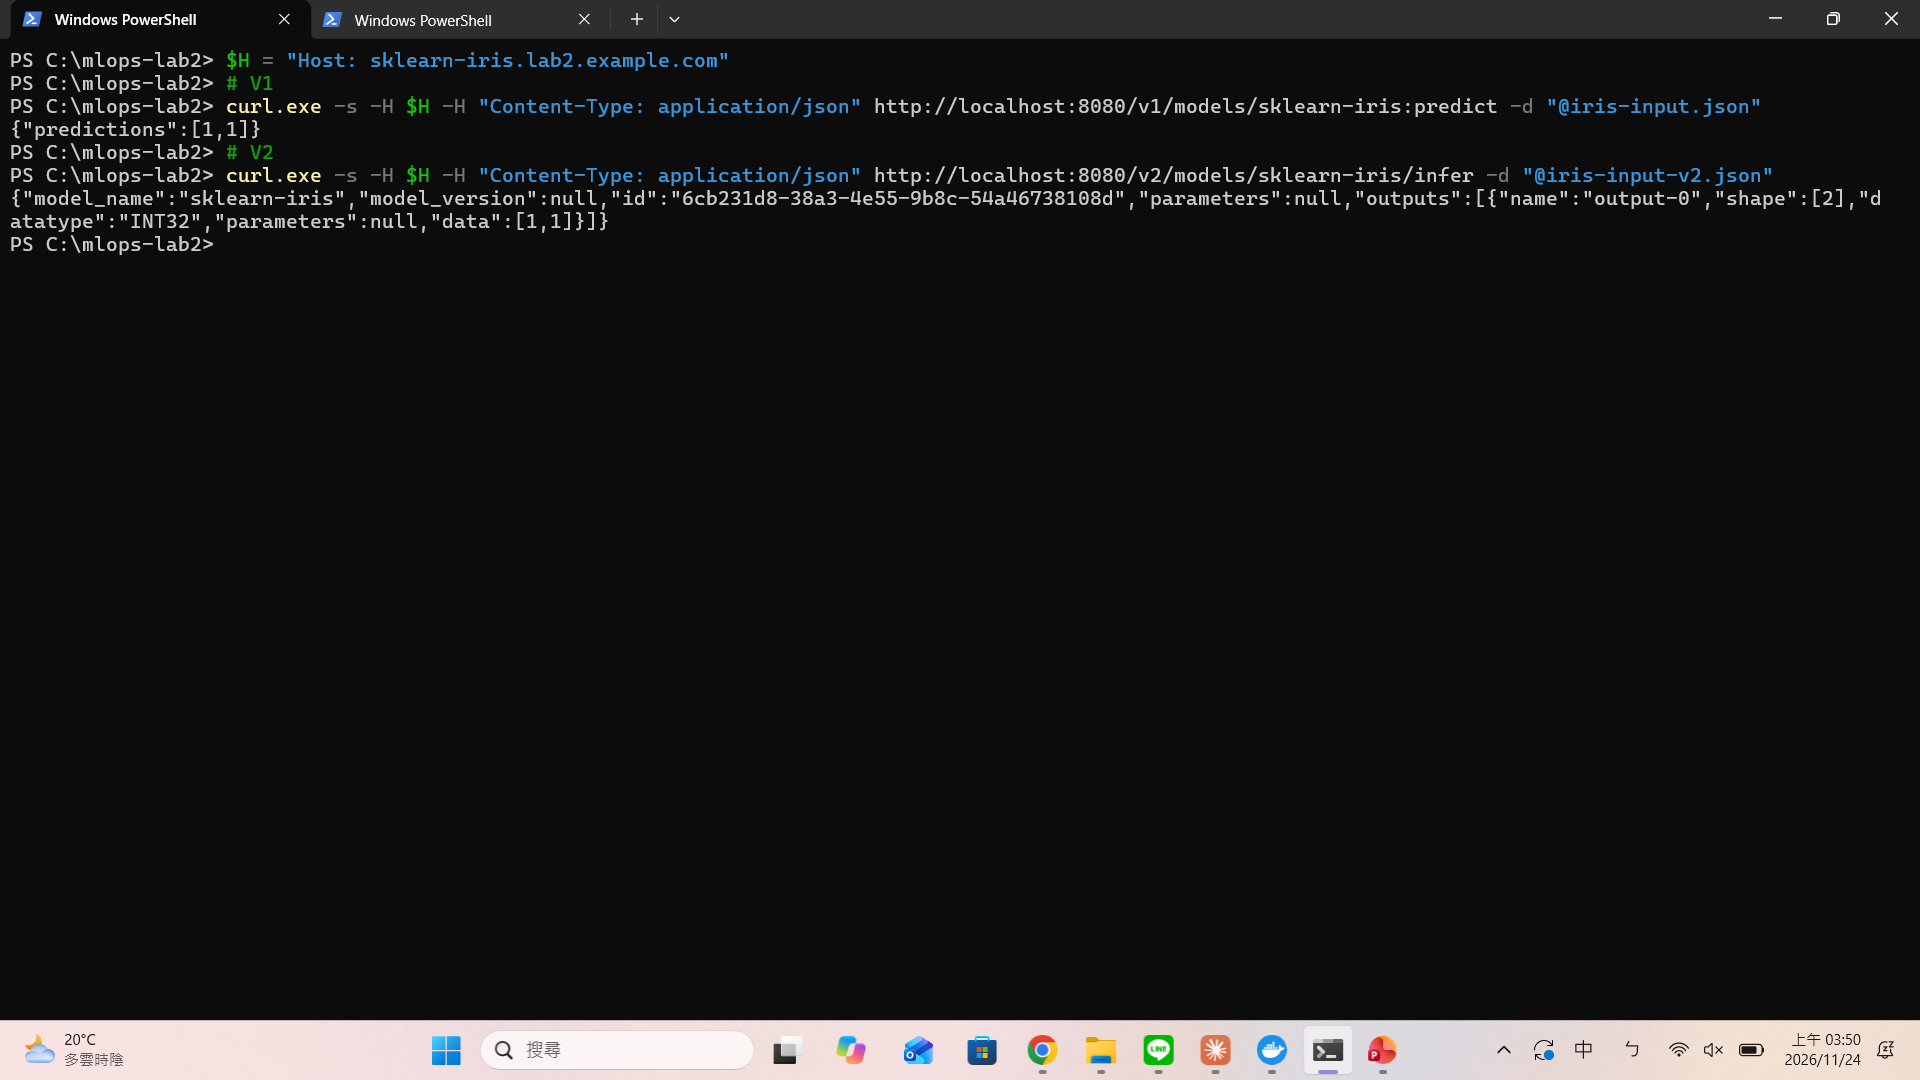 Windows PowerShell
Windows PowerShell
PS C:\mlops-lab2> $H = "Host: sklearn-iris.lab2.example.com"
PS C:\mlops-lab2> # V1
PS C:\mlops-lab2> curl.exe -s -H $H -H "Content-Type: application/json" http://localhost:8080/v1/models/sklearn-iris:predict -d "@iris-input.json"
{"predictions":[1,1]}
PS C:\mlops-lab2> # V2
PS C:\mlops-lab2> curl.exe -s -H $H -H "Content-Type: application/json" http://localhost:8080/v2/models/sklearn-iris/infer -d "@iris-input-v2.json"
{"model_name":"sklearn-iris","model_version":null,"id":"6cb231d8-38a3-4e55-9b8c-54a46738108d","parameters":null,"outputs":[{"name":"output-0","shape":[2],"d
atatype":"INT32","parameters":null,"data":[1,1]}]}
PS C:\mlops-lab2>
20°C
多雲時陰
搜尋
LINE
中
ㄅ
上午 03:50
2026/11/24